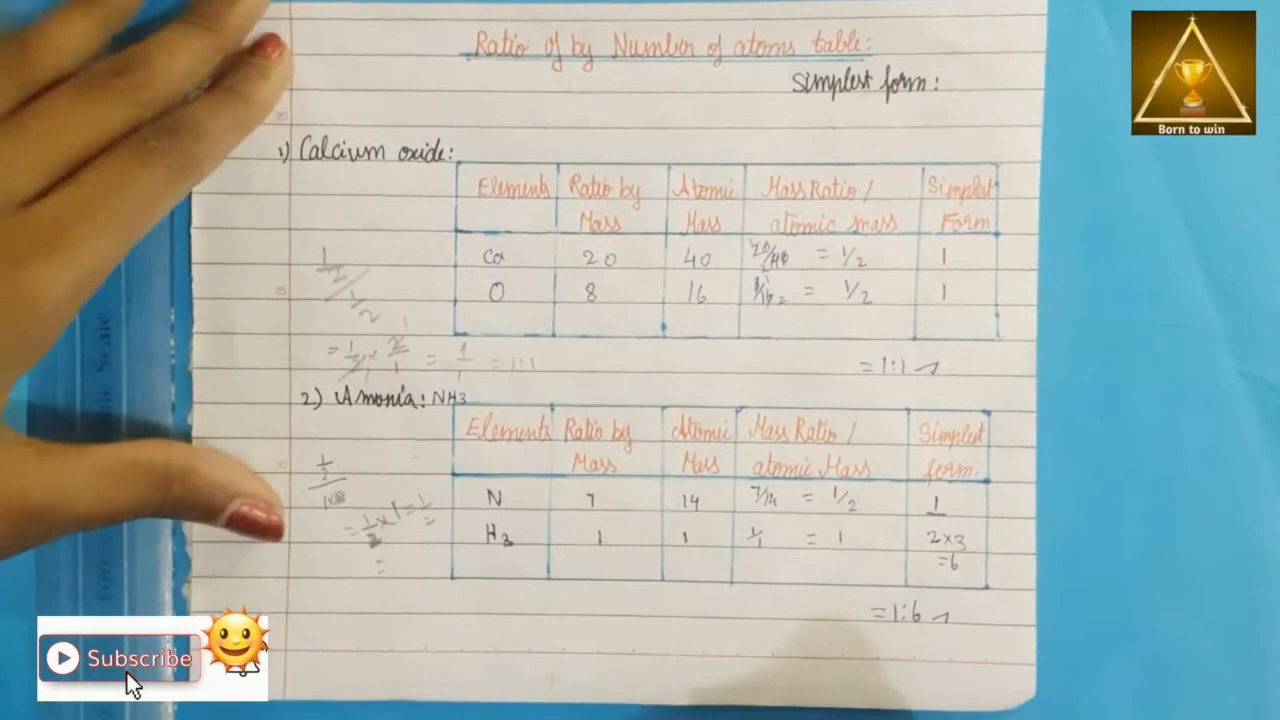 Ratio of by Number of atoms table:
Simplest form:
Born to win
1) Calcium oxide:
Elements Ratio by Mass Atomic Mass Mass Ratio / atomic mass Simplest Form
Ca 20 40 20/40 = 1/2 1
O 8 16 8/16 = 1/2 1
= 1:1
2) Amonia: NH3
Elements Ratio by Mass Atomic Mass Mass Ratio / atomic Mass Simplest form.
N 7 14 7/14 = 1/2 1
H3 1 1 1/1 = 1 2×3
=6
= 1:6
Subscribe